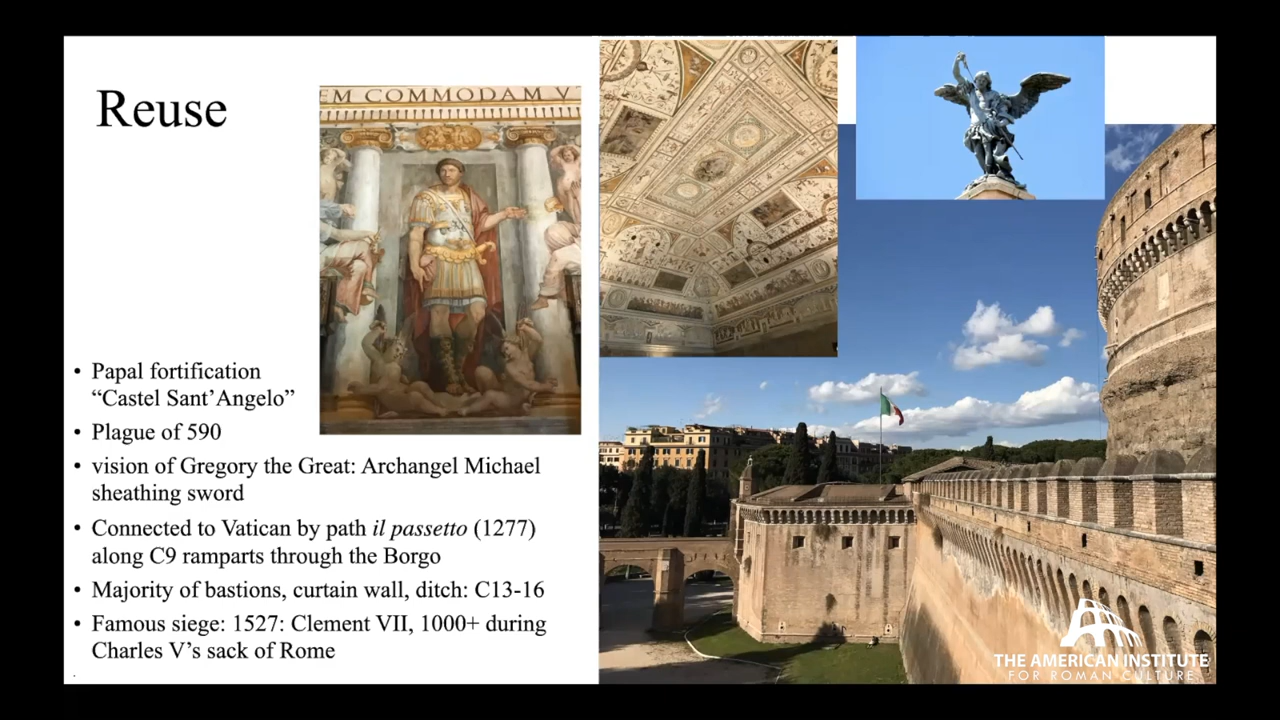 Reuse
EM COMMODAM V
• Papal fortification
“Castel Sant’Angelo”
• Plague of 590
• vision of Gregory the Great: Archangel Michael
sheathing sword
• Connected to Vatican by path il passetto (1277)
along C9 ramparts through the Borgo
• Majority of bastions, curtain wall, ditch: C13-16
• Famous siege: 1527: Clement VII, 1000+ during
Charles V’s sack of Rome
.
THE AMERICAN INSTITUTE
FOR ROMAN CULTURE.